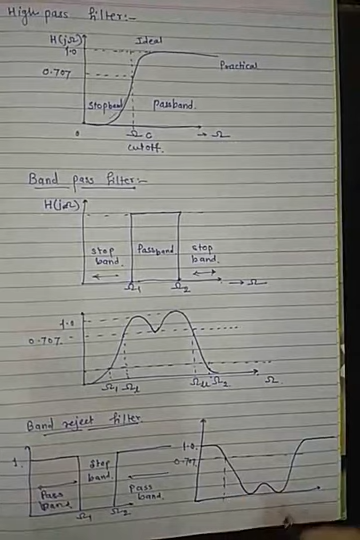 High pass filter:-
H(jΩ) Ideal
1.0
Practical
0.707
Stopband Passband.
0 Ω c → Ω
cutoff.
Band pass filter:-
H(jΩ)
stop band. Passband stop band.
Ω1 Ω2 → Ω
1.0
0.707
Ω1 Ωl Ωu Ω2 Ω
Band reject filter.
1. Stop band. 1.0
0.707
Pass band. Pass band.
Ω1 Ω2